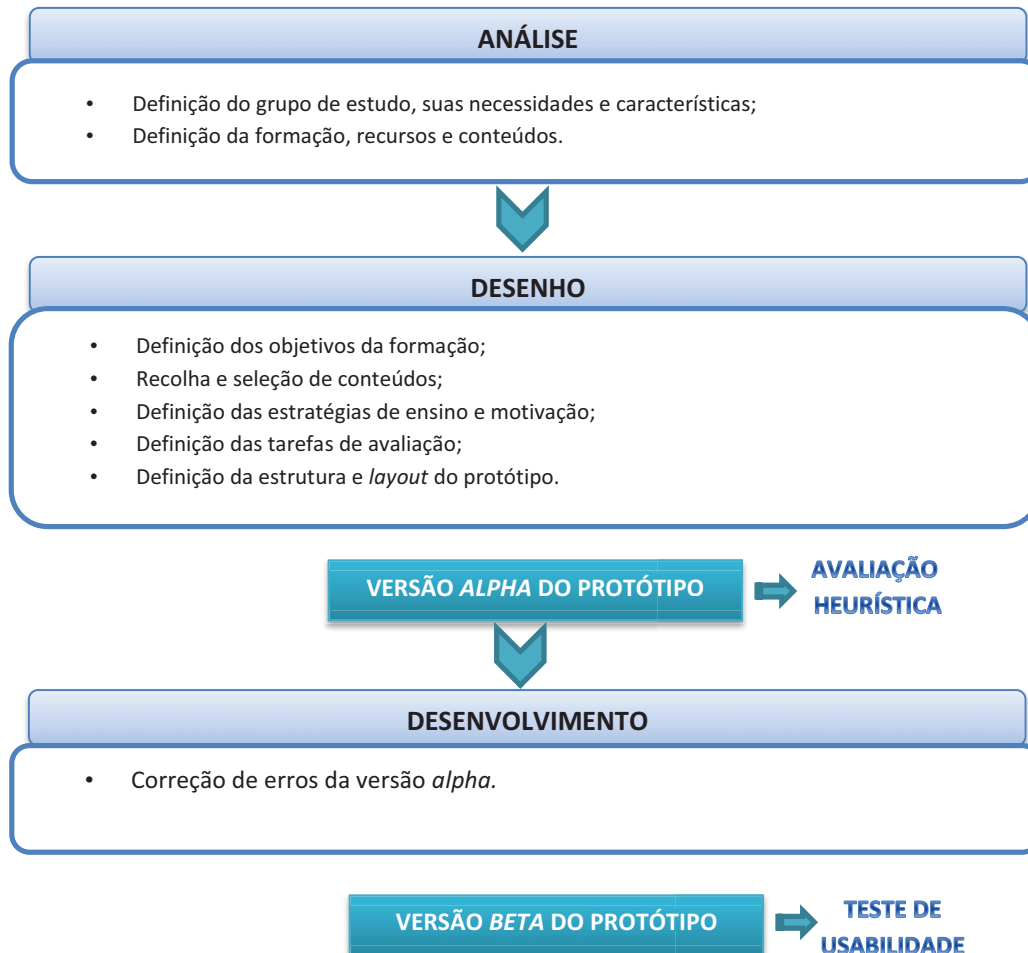 ANÁLISE
• Definição do grupo de estudo, suas necessidades e características;
• Definição da formação, recursos e conteúdos.
DESENHO
• Definição dos objetivos da formação;
• Recolha e seleção de conteúdos;
• Definição das estratégias de ensino e motivação;
• Definição das tarefas de avaliação;
• Definição da estrutura e layout do protótipo.
VERSÃO ALPHA DO PROTÓTIPO
AVALIAÇÃO
HEURÍSTICA
DESENVOLVIMENTO
• Correção de erros da versão alpha.
VERSÃO BETA DO PROTÓTIPO
TESTE DE
USABILIDADE